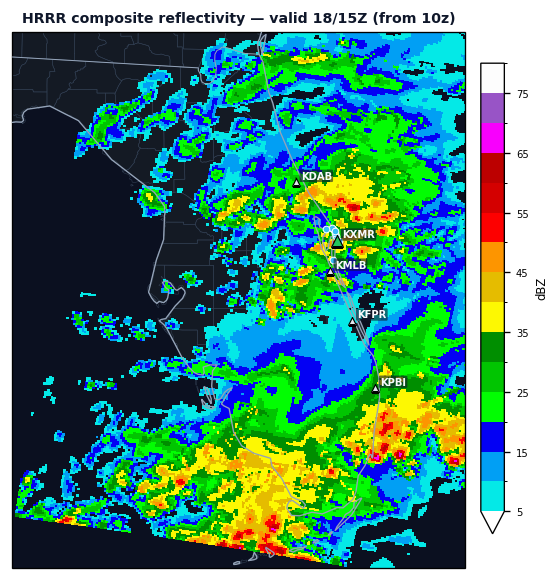 HRRR composite reflectivity — valid 18/15Z (from 10z)
75
65
55
45
35
25
15
5
dBZ
KDAB
KXMR
KMLB
KFPR
KPBI